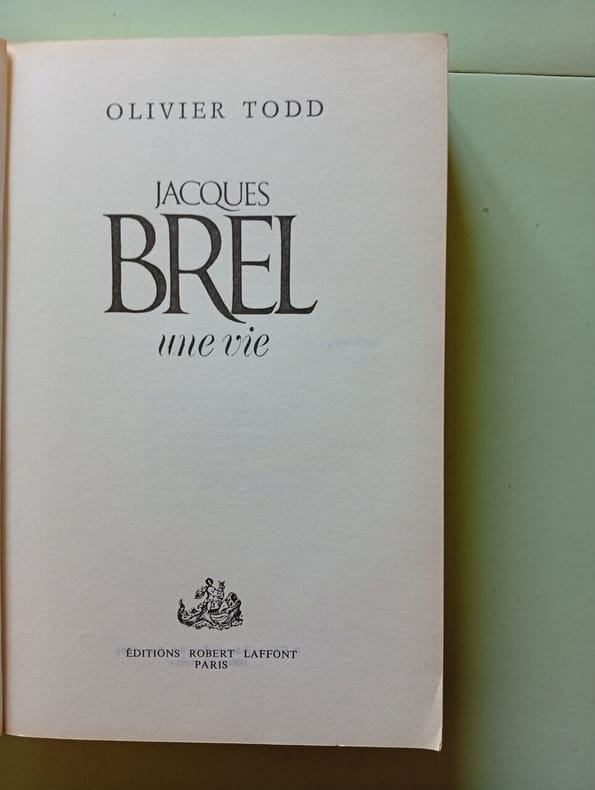 OLIVIER TODD
JACQUES
BREL
une vie
ÉDITIONS ROBERT LAFFONT
PARIS